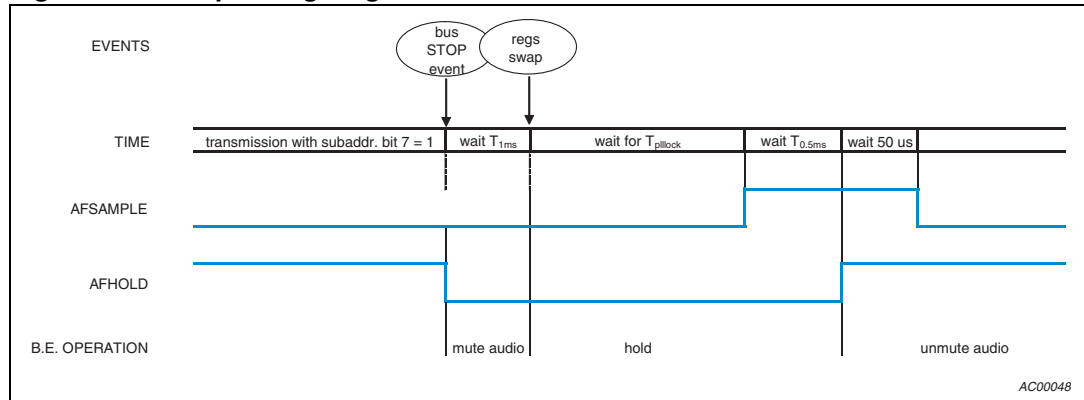 EVENTS
bus
STOP
event
regs
swap
TIME
transmission with subaddr. bit 7 = 1
wait T1ms
wait for Tplllock
wait T0.5ms
wait 50 us
AFSAMPLE
AFHOLD
B.E. OPERATION
mute audio
hold
unmute audio
AC00048